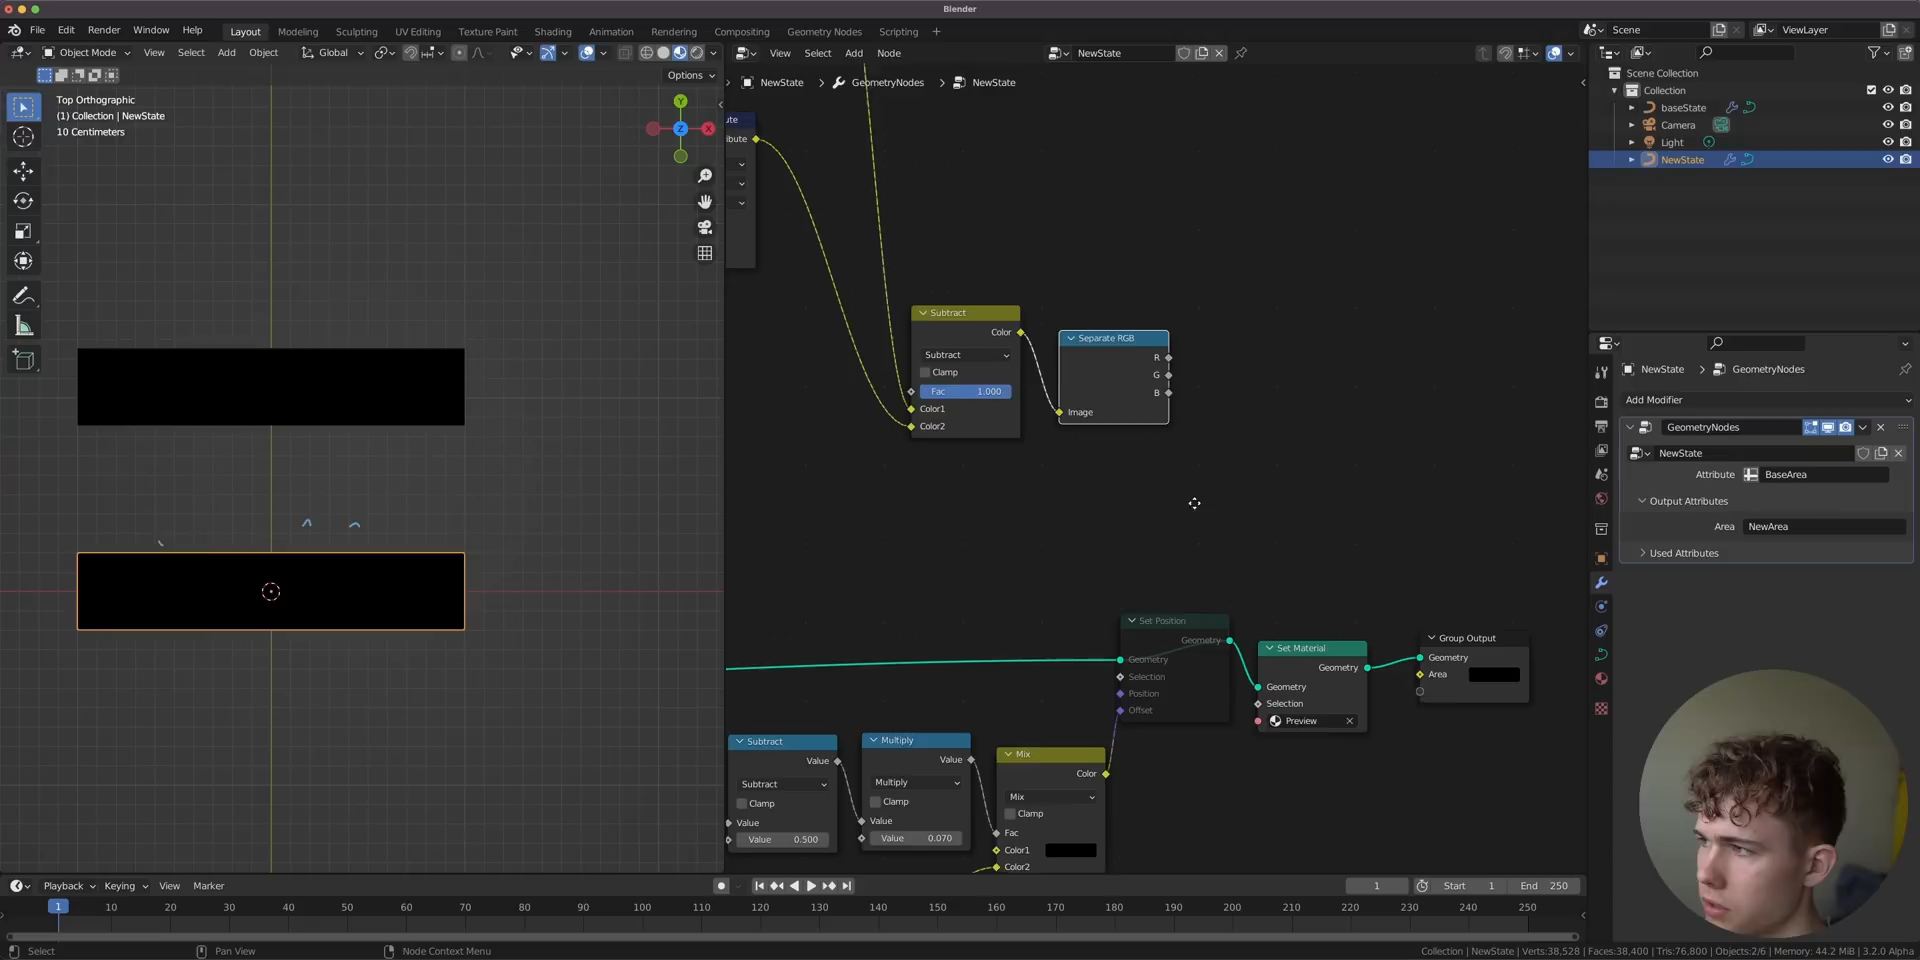 Blender
File Edit Render Window Help Layout Modeling Sculpting UV Editing Texture Paint Shading Animation Rendering Compositing Geometry Nodes Scripting + Scene ViewLayer
Object Mode View Select Add Object Global View Select Add Node NewState
Options NewState > GeometryNodes > NewState
Scene Collection
Collection
baseState
Camera
Light
NewState
Top Orthographic
(1) Collection | NewState
10 Centimeters
Y
Z
X
ute
ibute
Subtract
Color
Subtract
Clamp
Fac 1.000
Color1
Color2
Separate RGB
R
G
B
Image
Set Position
Geometry
Geometry
Selection
Position
Offset
Set Material
Geometry
Geometry
Selection
Preview
Group Output
Geometry
Area
Subtract
Value
Subtract
Clamp
Value
Value 0.500
Multiply
Value
Multiply
Clamp
Value
Value 0.070
Mix
Color
Mix
Clamp
Fac
Color1
Color2
NewState > GeometryNodes
Add Modifier
GeometryNodes
NewState
Attribute BaseArea
Output Attributes
Area NewArea
Used Attributes
Playback Keying View Marker 1 Start 1 End 250
1 10 20 30 40 50 60 70 80 90 100 110 120 130 140 150 160 170 180 190 200 210 220 230 240 250
Select Pan View Node Context Menu Collection | NewState | Verts:38,528 | Faces:38,400 | Tris:76,800 | Objects:2/6 | Memory: 44.2 MiB | 3.2.0 Alpha